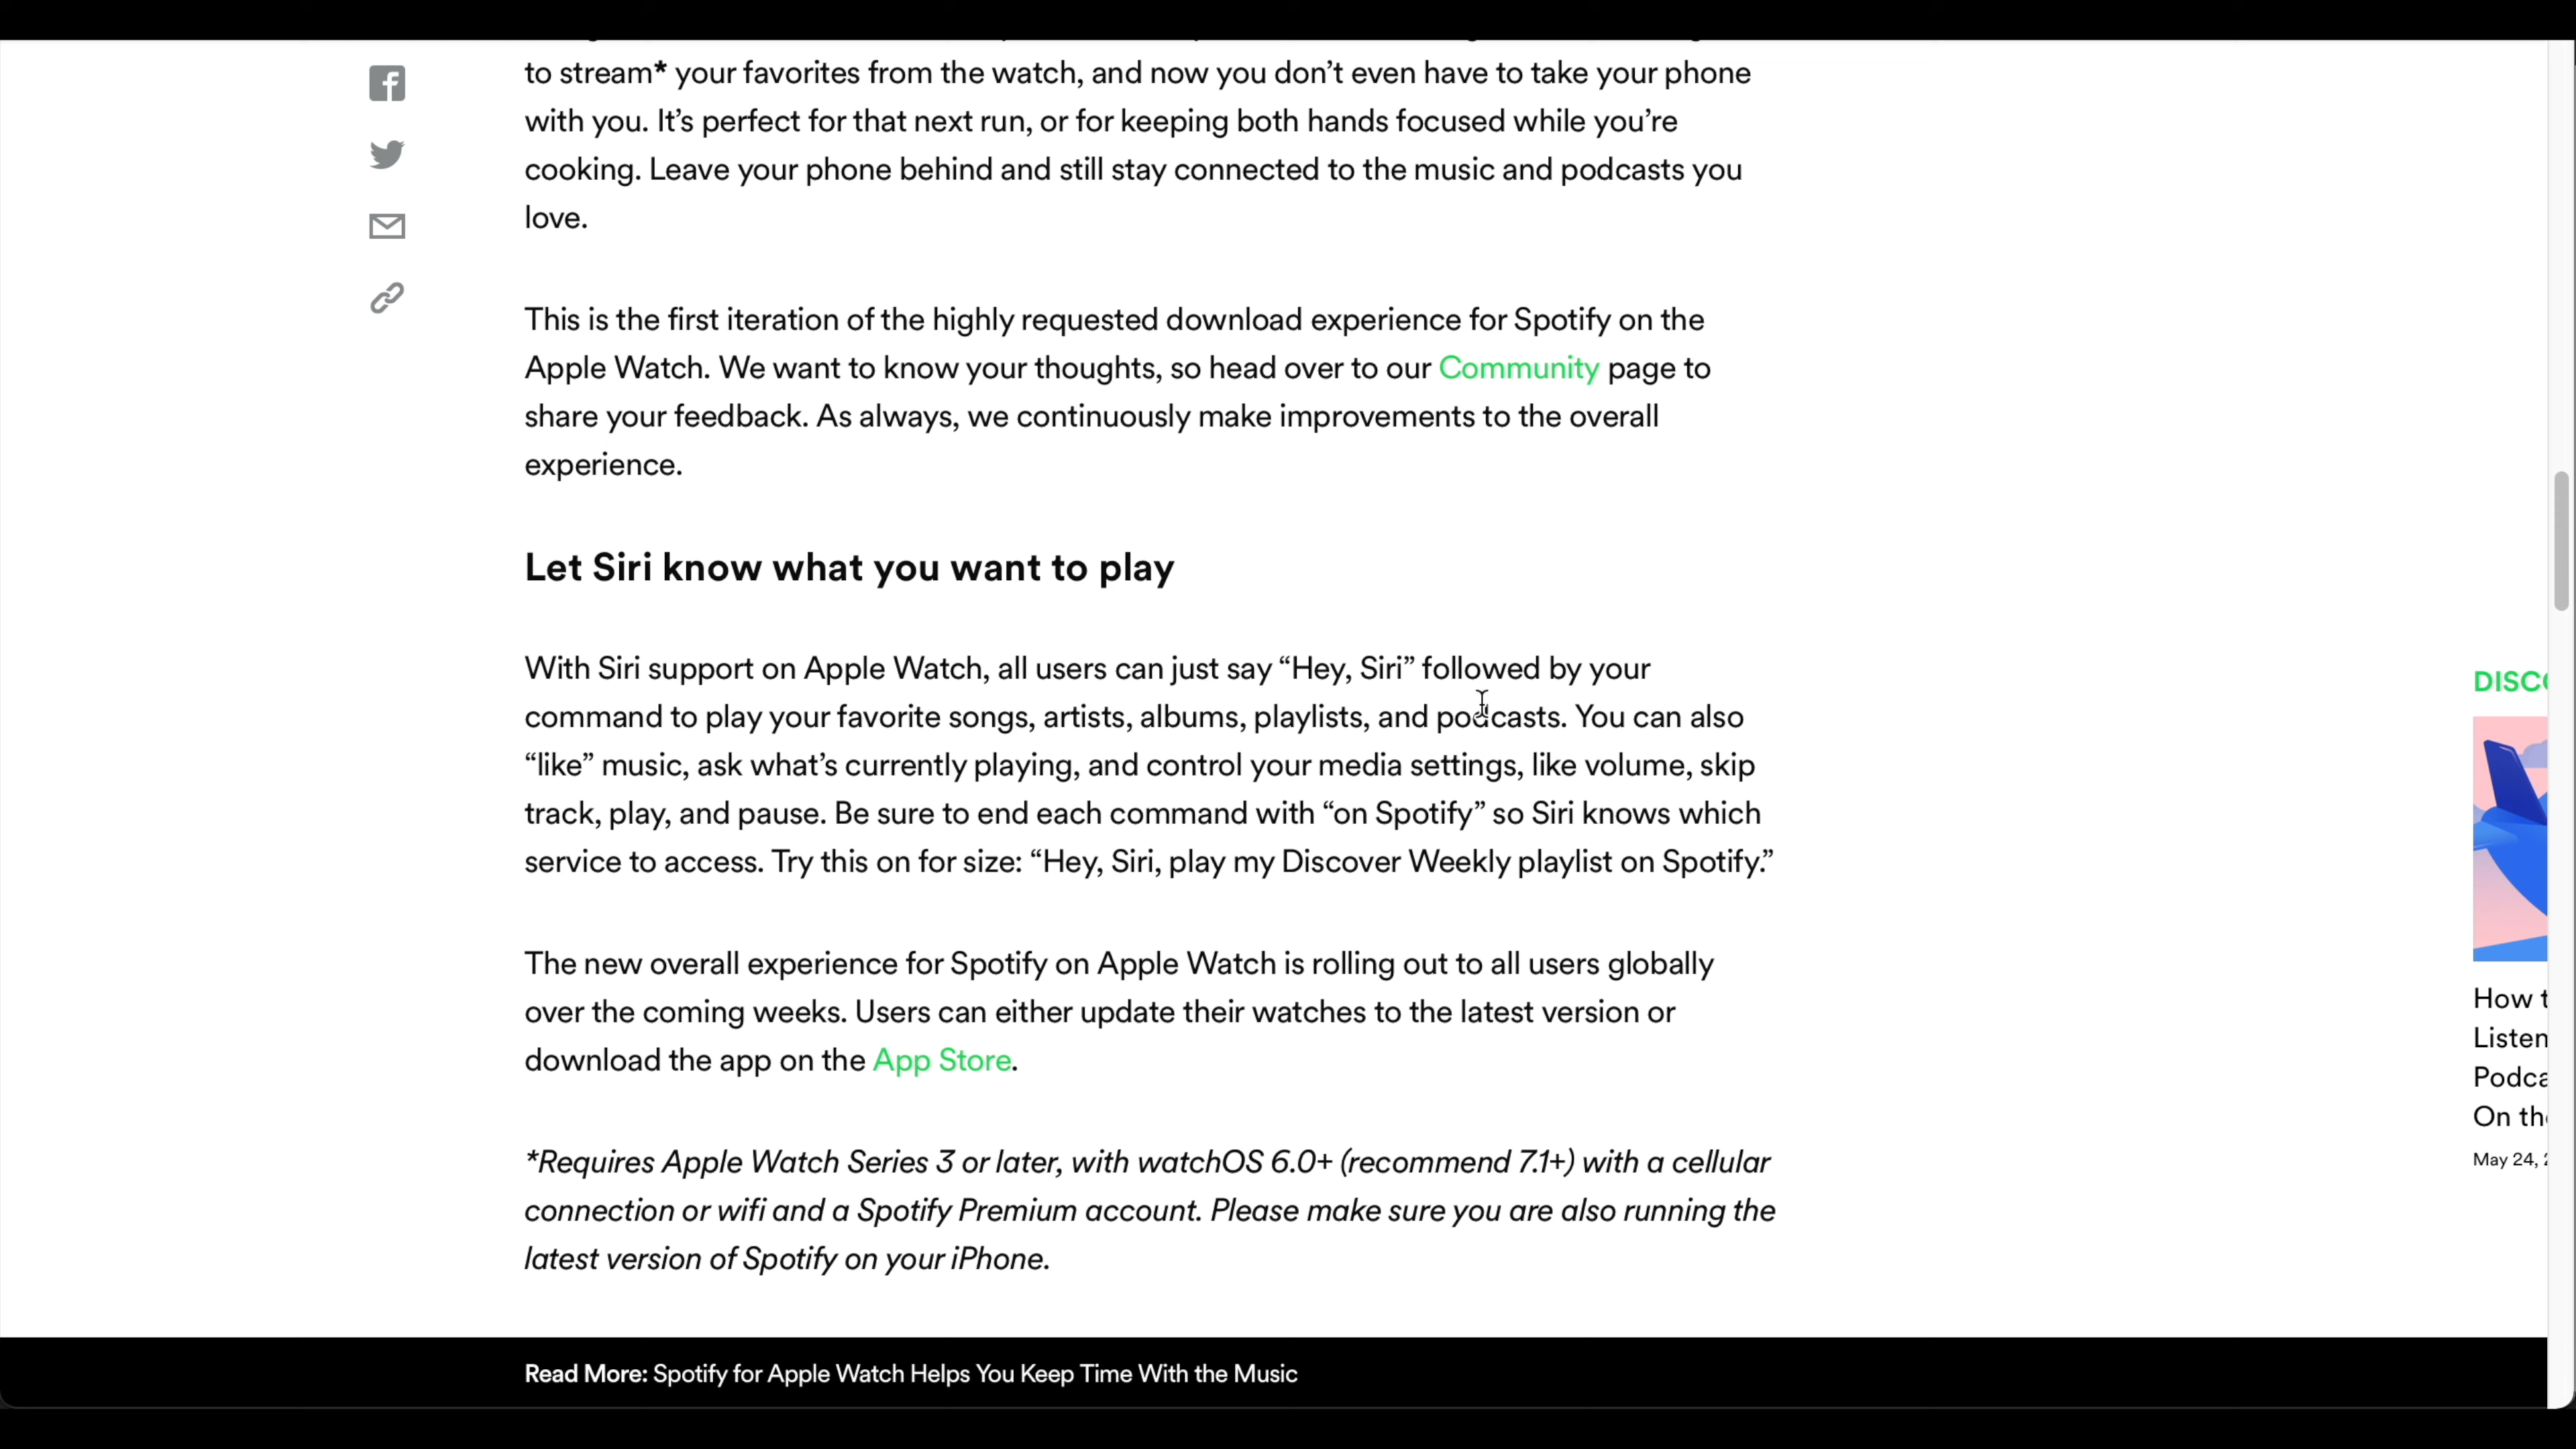 to stream* your favorites from the watch, and now you don’t even have to take your phone
with you. It’s perfect for that next run, or for keeping both hands focused while you’re
cooking. Leave your phone behind and still stay connected to the music and podcasts you
love.
This is the first iteration of the highly requested download experience for Spotify on the
Apple Watch. We want to know your thoughts, so head over to our Community page to
share your feedback. As always, we continuously make improvements to the overall
experience.
Let Siri know what you want to play
With Siri support on Apple Watch, all users can just say “Hey, Siri” followed by your
command to play your favorite songs, artists, albums, playlists, and podcasts. You can also
“like” music, ask what’s currently playing, and control your media settings, like volume, skip
track, play, and pause. Be sure to end each command with “on Spotify” so Siri knows which
service to access. Try this on for size: “Hey, Siri, play my Discover Weekly playlist on Spotify.”
The new overall experience for Spotify on Apple Watch is rolling out to all users globally
over the coming weeks. Users can either update their watches to the latest version or
download the app on the App Store.
*Requires Apple Watch Series 3 or later, with watchOS 6.0+ (recommend 7.1+) with a cellular
connection or wifi and a Spotify Premium account. Please make sure you are also running the
latest version of Spotify on your iPhone.
Read More: Spotify for Apple Watch Helps You Keep Time With the Music
DISC
How
Listen
Podca
On
May 24,